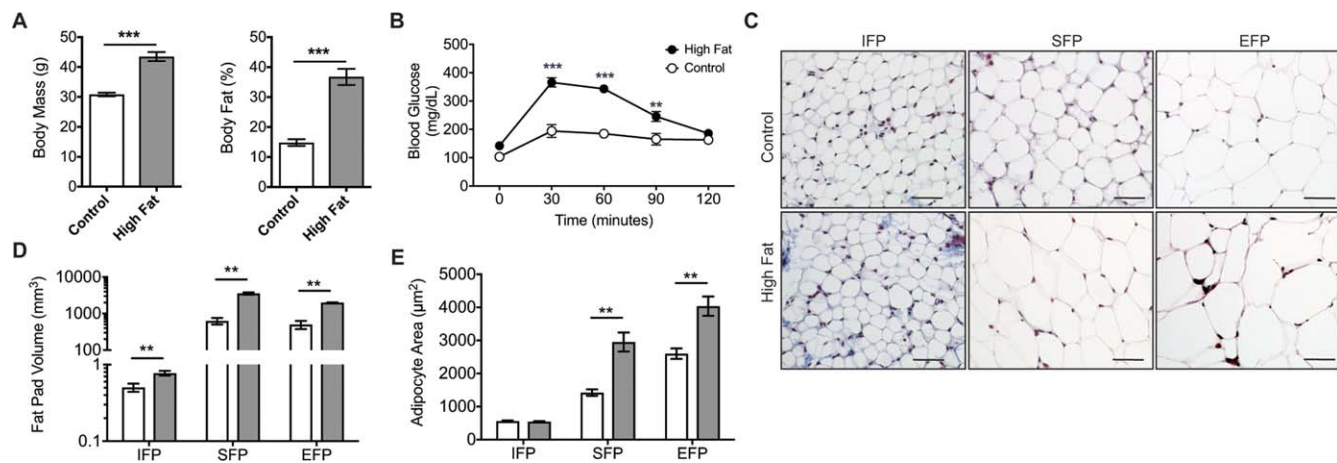 A
***
50
40
30
20
10
0
Body Mass (g)
Control
High Fat
***
50
40
30
20
10
0
Body Fat (%)
Control
High Fat
B
500
400
300
200
100
Blood Glucose
(mg/dL)
***
***
**
High Fat
Control
0
30
60
90
120
Time (minutes)
C
IFP
SFP
EFP
Control
High Fat
D
10000
1000
100
1
0.1
Fat Pad Volume (mm³)
**
**
**
IFP
SFP
EFP
E
5000
4000
3000
2000
1000
0
Adipocyte Area (µm²)
**
**
IFP
SFP
EFP